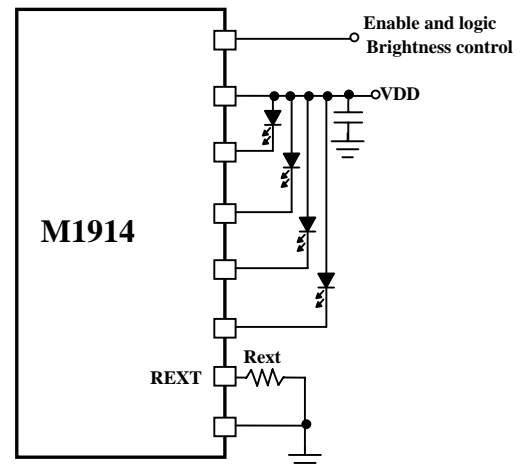 Enable and logic
Brightness control
VDD
M1914
Rext
REXT